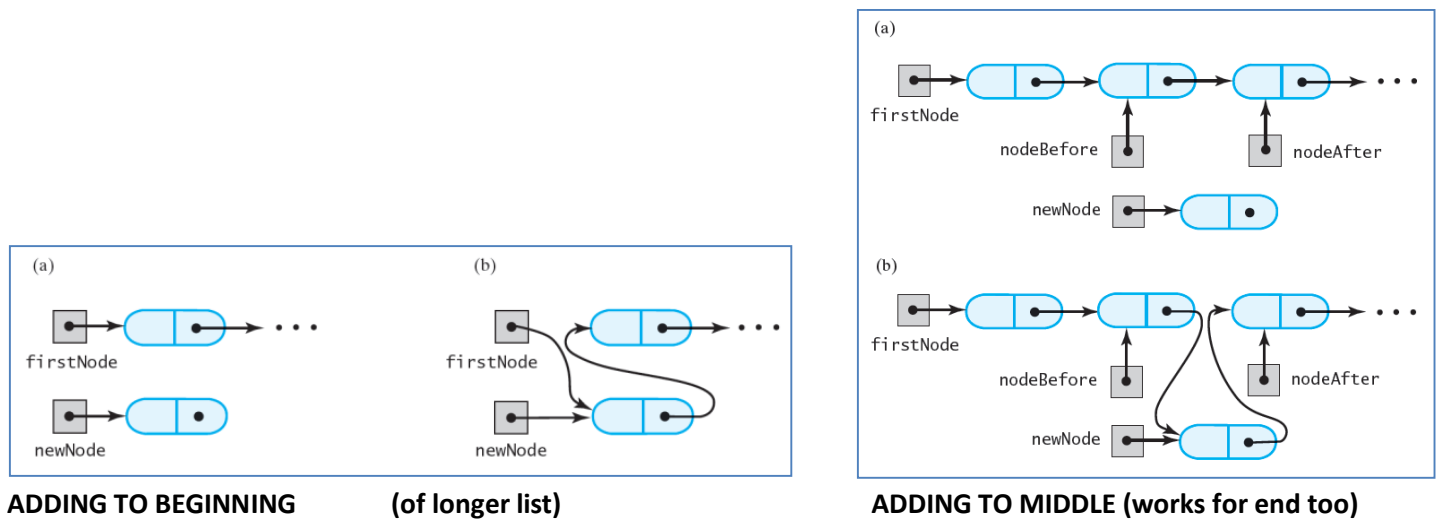 (a)
firstNode
newNode
(b)
firstNode
newNode
ADDING TO BEGINNING (of longer list)
(a)
firstNode
nodeBefore
nodeAfter
newNode
(b)
firstNode
nodeBefore
nodeAfter
newNode
ADDING TO MIDDLE (works for end too)